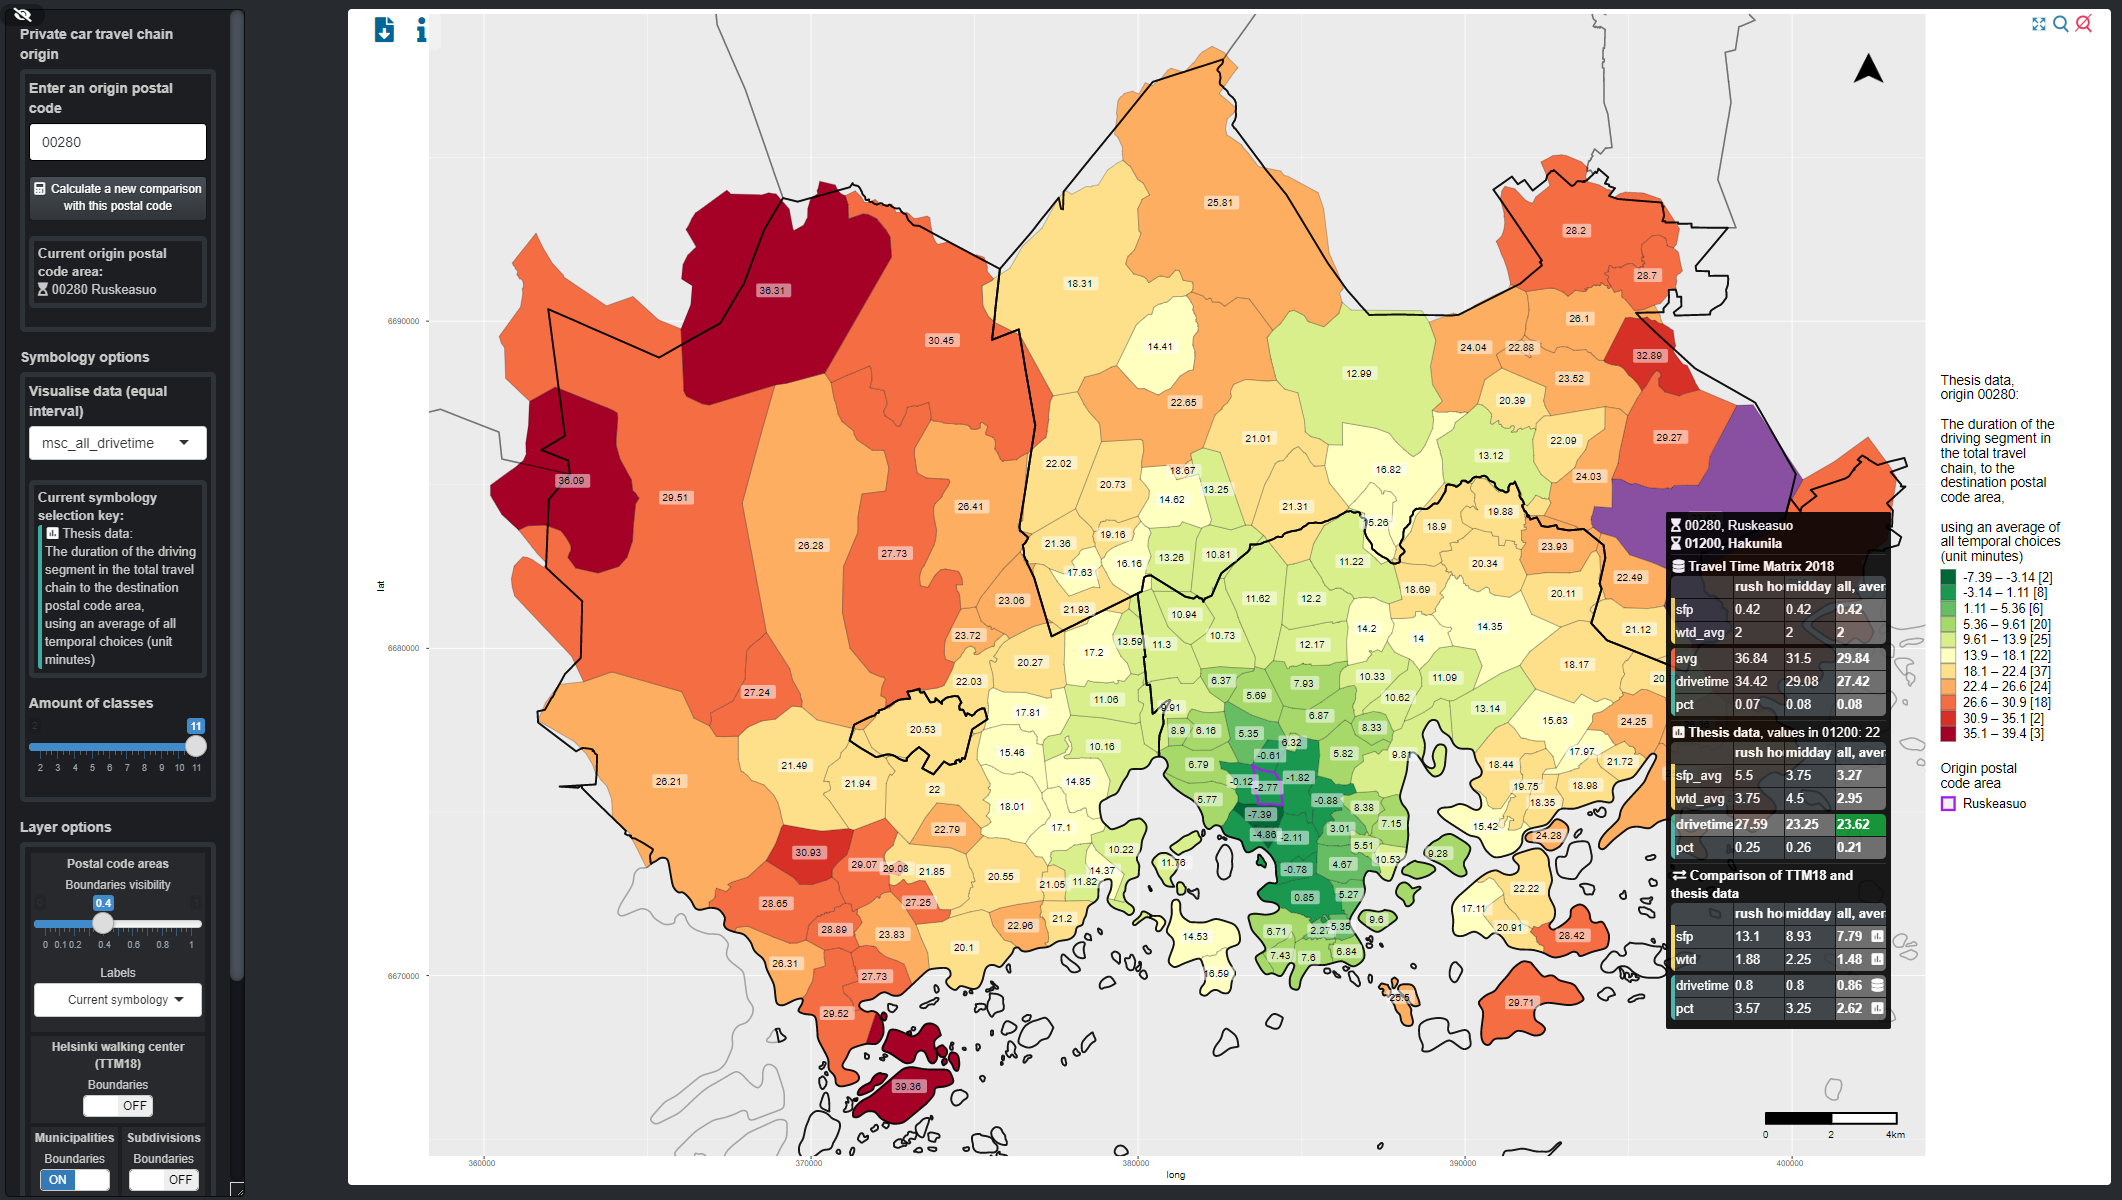 Private car travel chain
origin
Enter an origin postal
code
00280
Calculate a new comparison
with this postal code
Current origin postal
code area:
00280 Ruskeasuo
Symbology options
Visualise data (equal
interval)
msc_all_drivetime
Current symbology
selection key:
Thesis data:
The duration of the driving
segment in the total travel
chain to the destination
postal code area,
using an average of all
temporal choices (unit
minutes)
Amount of classes
2
11
2 3 4 5 6 7 8 9 10 11
Layer options
Postal code areas
Boundaries visibility
0.4
0 0.1 0.2 0.4 0.6 0.8 1
Labels
Current symbology
Helsinki walking center
(TTM18)
Boundaries
OFF
Municipalities Subdivisions
Boundaries Boundaries
ON OFF
25.81
28.2
28.7
18.31
36.31
26.1
30.45
14.41
24.04 22.88
32.89
12.99
23.52
22.65
20.39
21.01
29.27
22.09
13.12
22.02
18.67
16.82
36.09
24.03
20.73
13.25
29.51
14.62
26.41
21.31
19.88
15.26
18.9
19.16
21.36
26.28
23.93
27.73
13.26
10.81
16.16
11.22
20.34
17.63
22.49
18.69
20.11
23.06
11.62
12.2
21.93
10.94
14.2
14.35
21.12
23.72
10.73
14
13.59
11.3
12.17
17.2
20.27
18.17
22.03
6.37
7.93
10.33
11.09
20
27.24
5.69
10.62
11.06
9.91
13.14
17.81
6.87
15.63
24.25
20.53
8.9
6.16
5.35
8.33
10.16
6.32
15.46
-0.61
5.82
9.81
17.97
21.49
6.79
18.44
21.72
26.21
21.94
14.85
-0.12
-1.82
-2.77
19.75
18.98
22
5.77
-0.88
18.35
18.01
8.38
-7.39
7.15
15.42
22.79
17.1
3.01
24.28
-4.86
-2.11
5.51
30.93
10.22
9.28
29.07
29.08
21.85
11.76
-0.78
4.67
10.53
20.55
14.37
21.05
11.82
22.22
28.65
27.25
0.85
5.27
17.11
21.2
9.6
28.89
23.83
22.96
6.71
2.27
5.35
20.91
28.42
14.53
20.1
7.43
7.6
6.84
26.31
27.73
16.59
25.5
29.71
29.52
39.36
6690000
6680000
6670000
lat
360000 370000 380000 390000 400000
long
0 2 4km
00280, Ruskeasuo
01200, Hakunila
Travel Time Matrix 2018
rush ho midday all, aver
sfp 0.42 0.42 0.42
wtd_avg 2 2 2
avg 36.84 31.5 29.84
drivetime 34.42 29.08 27.42
pct 0.07 0.08 0.08
Thesis data, values in 01200: 22
rush ho midday all, aver
sfp_avg 5.5 3.75 3.27
wtd_avg 3.75 4.5 2.95
drivetime 27.59 23.25 23.62
pct 0.25 0.26 0.21
Comparison of TTM18 and
thesis data
rush ho midday all, aver
sfp 13.1 8.93 7.79
wtd 1.88 2.25 1.48
drivetime 0.8 0.8 0.86
pct 3.57 3.25 2.62
Thesis data,
origin 00280:
The duration of the
driving segment in
the total travel
chain, to the
destination postal
code area,
using an average of
all temporal choices
(unit minutes)
-7.39 – -3.14 [2]
-3.14 – 1.11 [8]
1.11 – 5.36 [6]
5.36 – 9.61 [20]
9.61 – 13.9 [25]
13.9 – 18.1 [22]
18.1 – 22.4 [37]
22.4 – 26.6 [24]
26.6 – 30.9 [18]
30.9 – 35.1 [2]
35.1 – 39.4 [3]
Origin postal
code area
Ruskeasuo